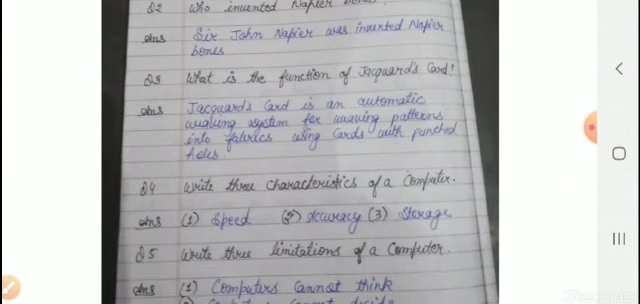 Q2 Who invented Napier bones
Ans Sir John Napier was invented Napier
bones
Q3 What is the function of Jacquard's Card?
Ans Jacquard's Card is an automatic
system for patterns
into fabrics using Cards with punched
holes.
Q4 Write three characteristics of a Computer.
Ans (1) Speed (2) Accuracy (3) Storage
Q5 Write three limitations of a Computer.
Ans (1) Computers cannot think
cannot decide